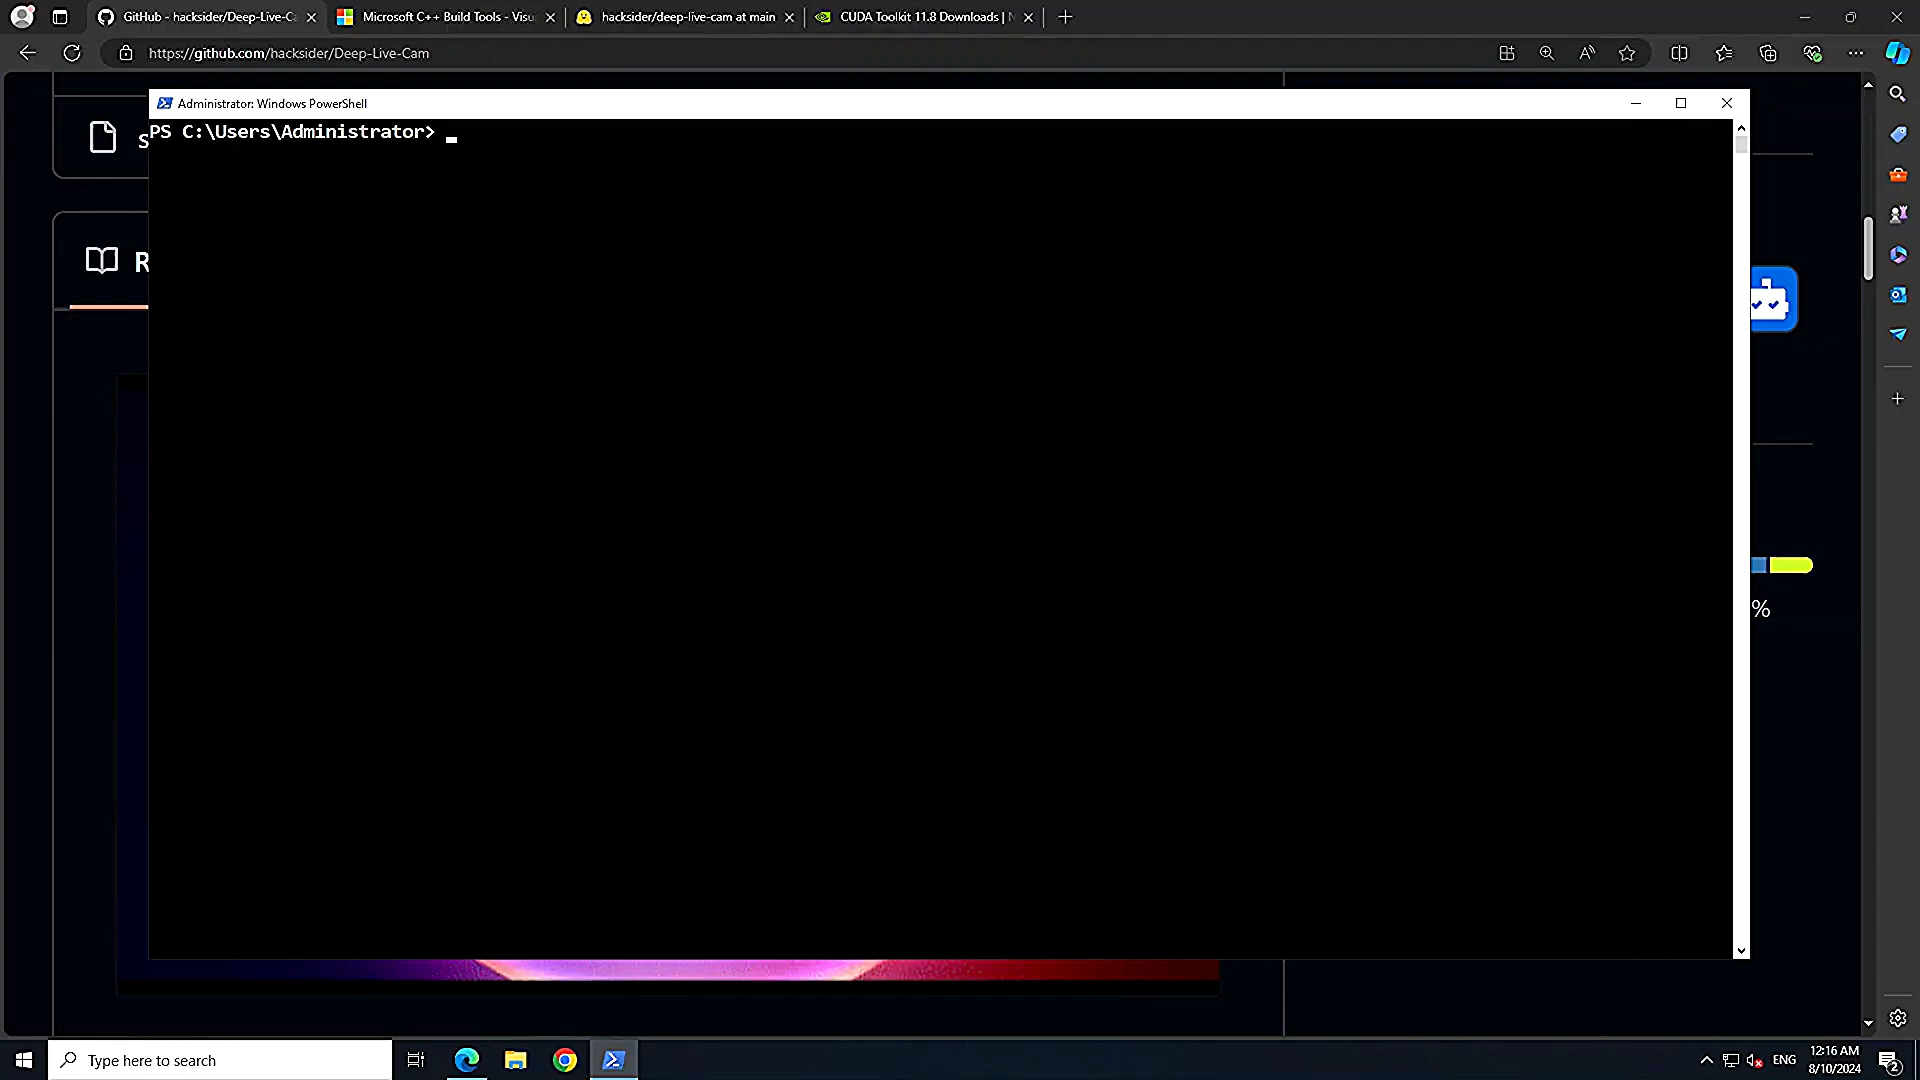 GitHub - hacksider/Deep-Live-Ca
Microsoft C++ Build Tools - Visu
hacksider/deep-live-cam at main
CUDA Toolkit 11.8 Downloads | N
https://github.com/hacksider/Deep-Live-Cam
Administrator: Windows PowerShell
PS C:\Users\Administrator>
s
R
%
Type here to search
ENG
12:16 AM
8/10/2024
2